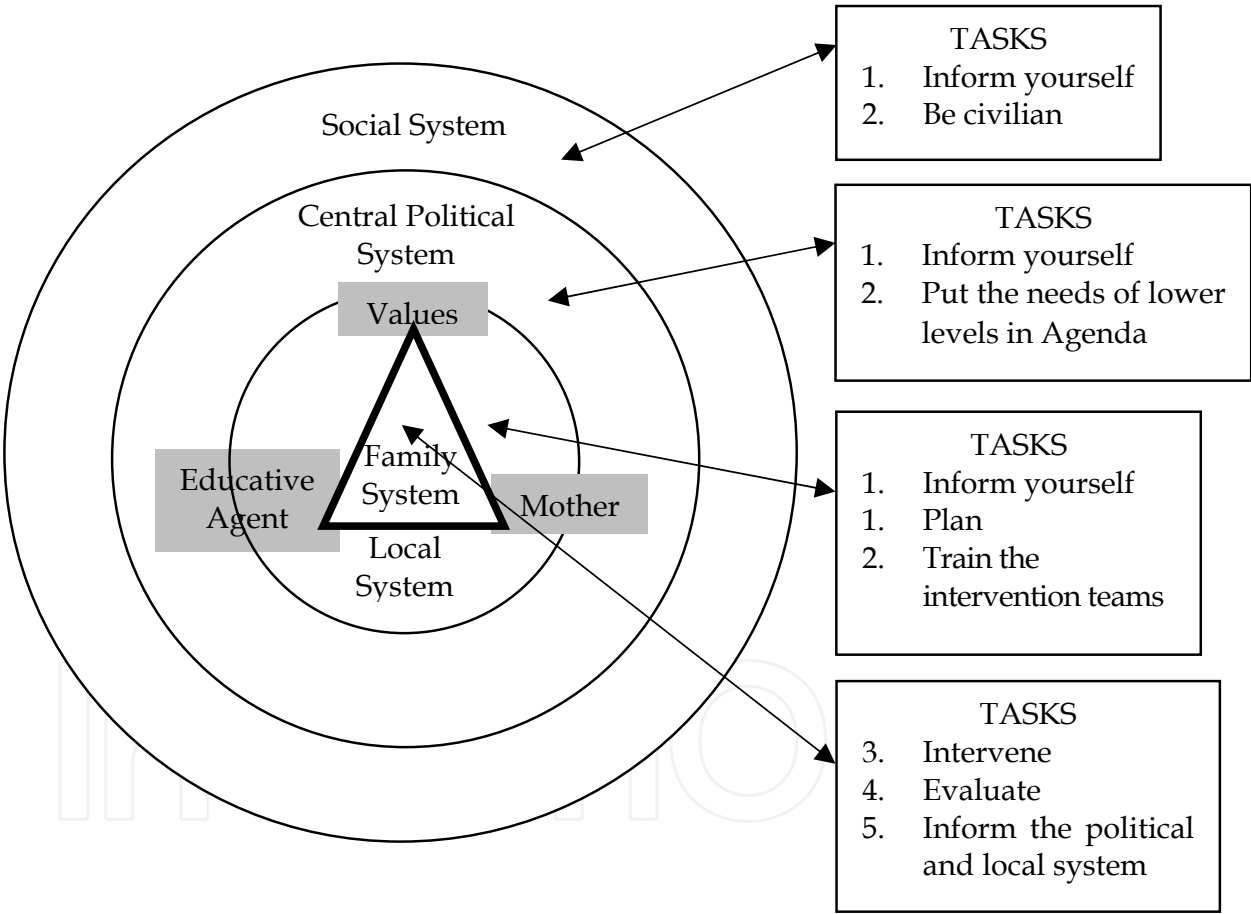 Social System
Central Political
System
Values
Educative
Agent
Family
System
Mother
Local
System
TASKS
1. Inform yourself
2. Be civilian
TASKS
1. Inform yourself
2. Put the needs of lower
levels in Agenda
TASKS
1. Inform yourself
1. Plan
2. Train the
intervention teams
TASKS
3. Intervene
4. Evaluate
5. Inform the political
and local system